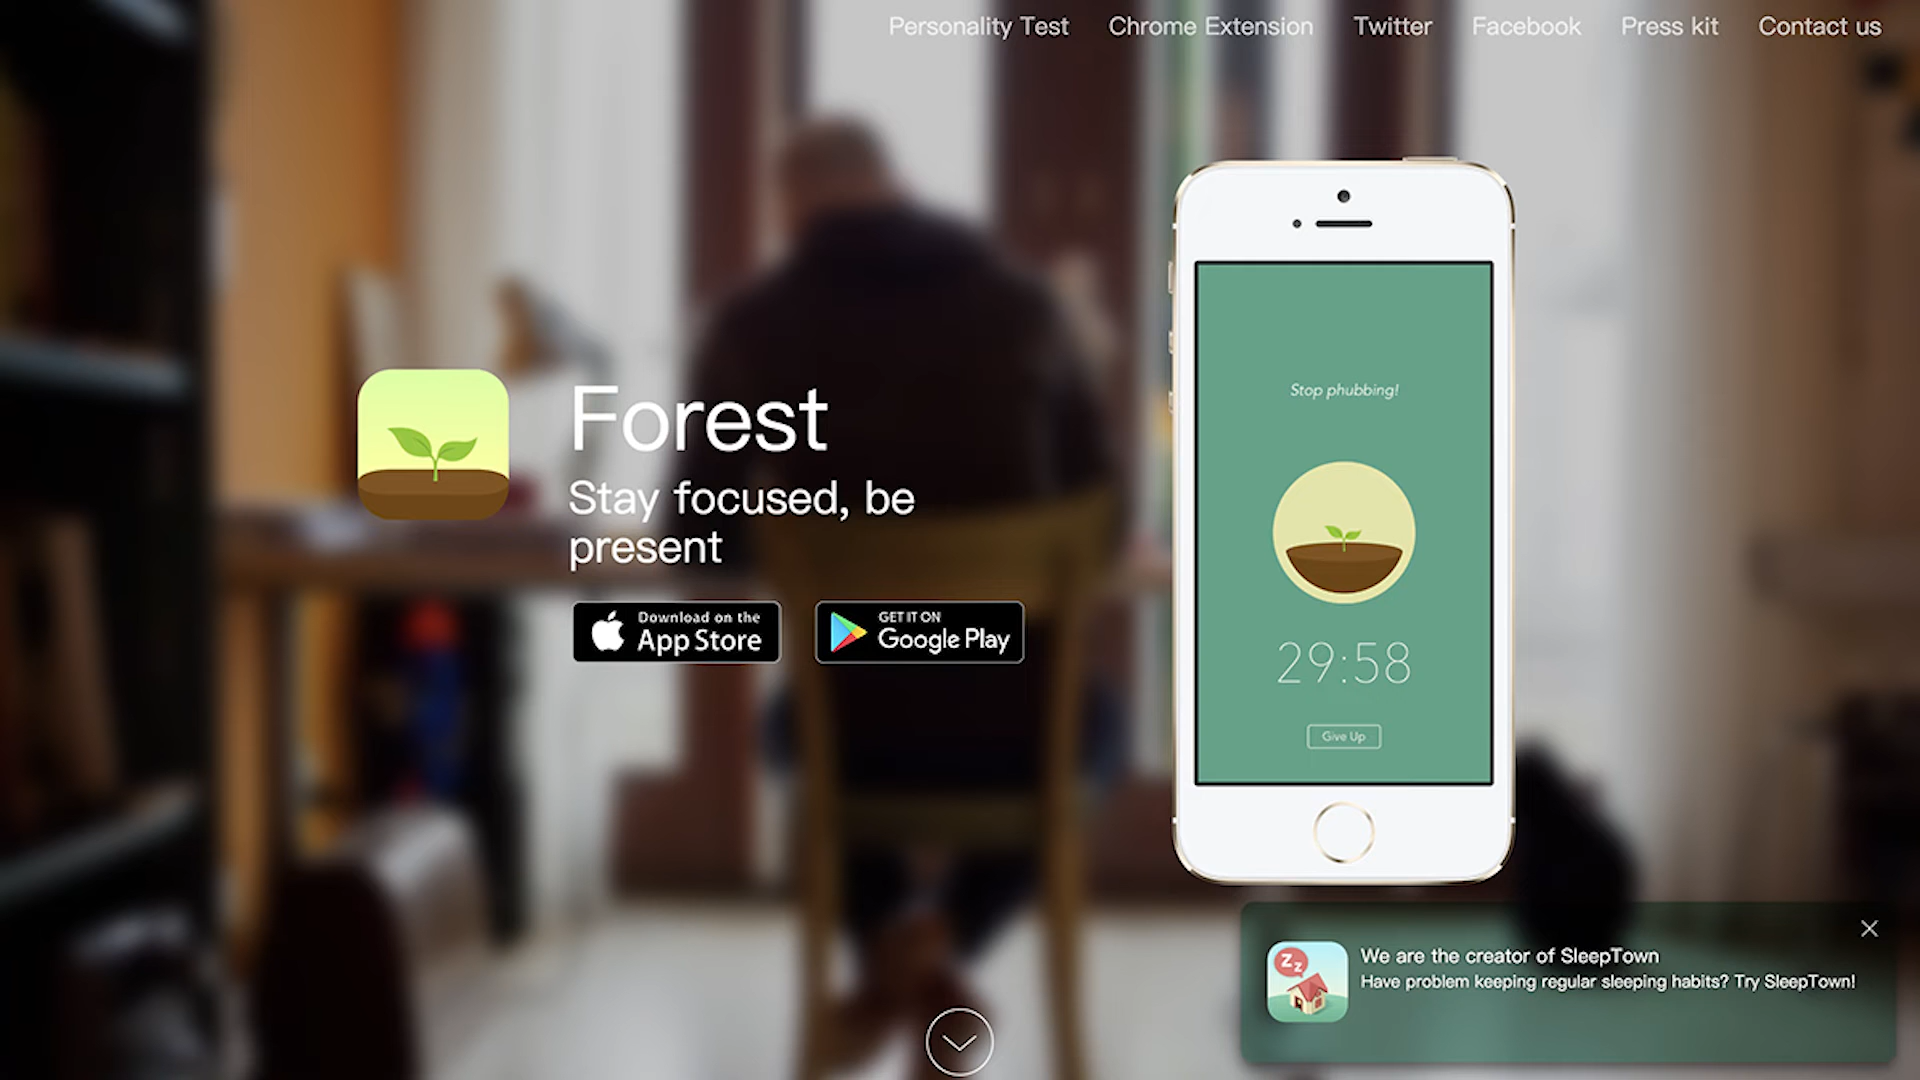 Personality Test
Chrome Extension
Twitter
Facebook
Press kit
Contact us
Forest
Stay focused, be
present
Download on the
App Store
GET IT ON
Google Play
Stop phubbing!
29:58
Give Up
Zz
We are the creator of SleepTown
Have problem keeping regular sleeping habits? Try SleepTown!